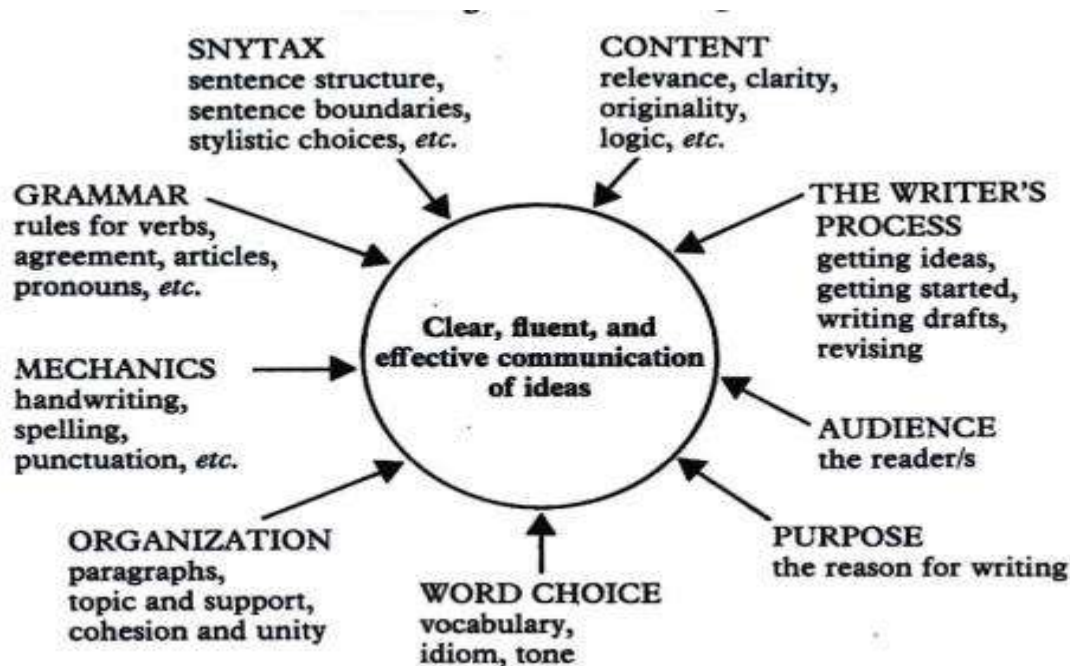 SNYTAX
sentence structure,
sentence boundaries,
stylistic choices, etc.
CONTENT
relevance, clarity,
originality,
logic, etc.
GRAMMAR
rules for verbs,
agreement, articles,
pronouns, etc.
THE WRITER'S
PROCESS
getting ideas,
getting started,
writing drafts,
revising
Clear, fluent, and
effective communication
of ideas
MECHANICS
handwriting,
spelling,
punctuation, etc.
AUDIENCE
the reader/s
ORGANIZATION
paragraphs,
topic and support,
cohesion and unity
WORD CHOICE
vocabulary,
idiom, tone
PURPOSE
the reason for writing